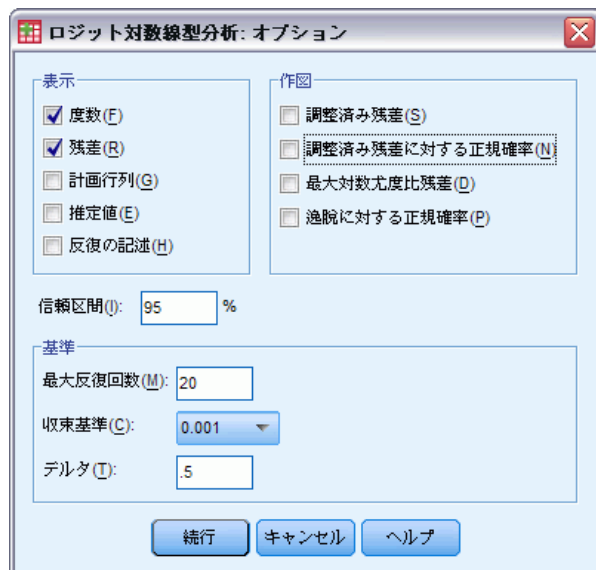 ロジット対数線型分析: オプション
表示
度数(F)
残差(R)
計画行列(G)
推定値(E)
反復の記述(H)
作図
調整済み残差(S)
調整済み残差に対する正規確率(N)
最大対数尤度比残差(D)
逸脱に対する正規確率(P)
信頼区間(I): 95 %
基準
最大反復回数(M): 20
収束基準(C): 0.001
デルタ(T): .5
続行 キャンセル ヘルプ